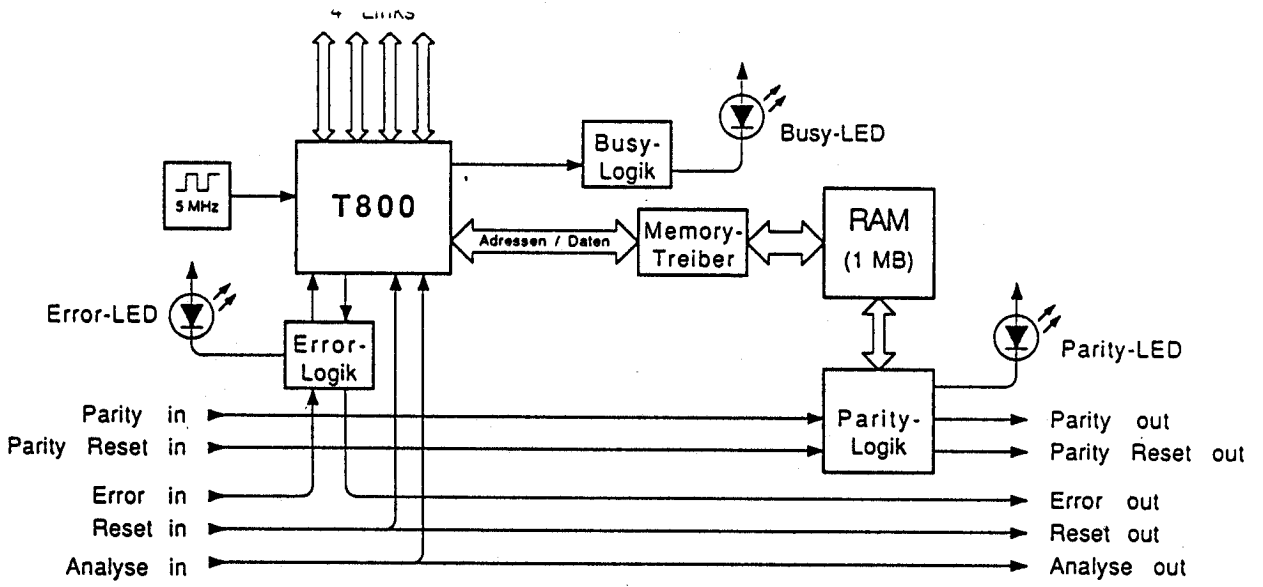 4 Links
Busy-LED
Busy-
Logik
5 MHz
T800
Adressen / Daten
Memory-
Treiber
RAM
(1 MB)
Error-LED
Error-
Logik
Parity-LED
Parity-
Logik
Parity in
Parity Reset in
Error in
Reset in
Analyse in
Parity out
Parity Reset out
Error out
Reset out
Analyse out